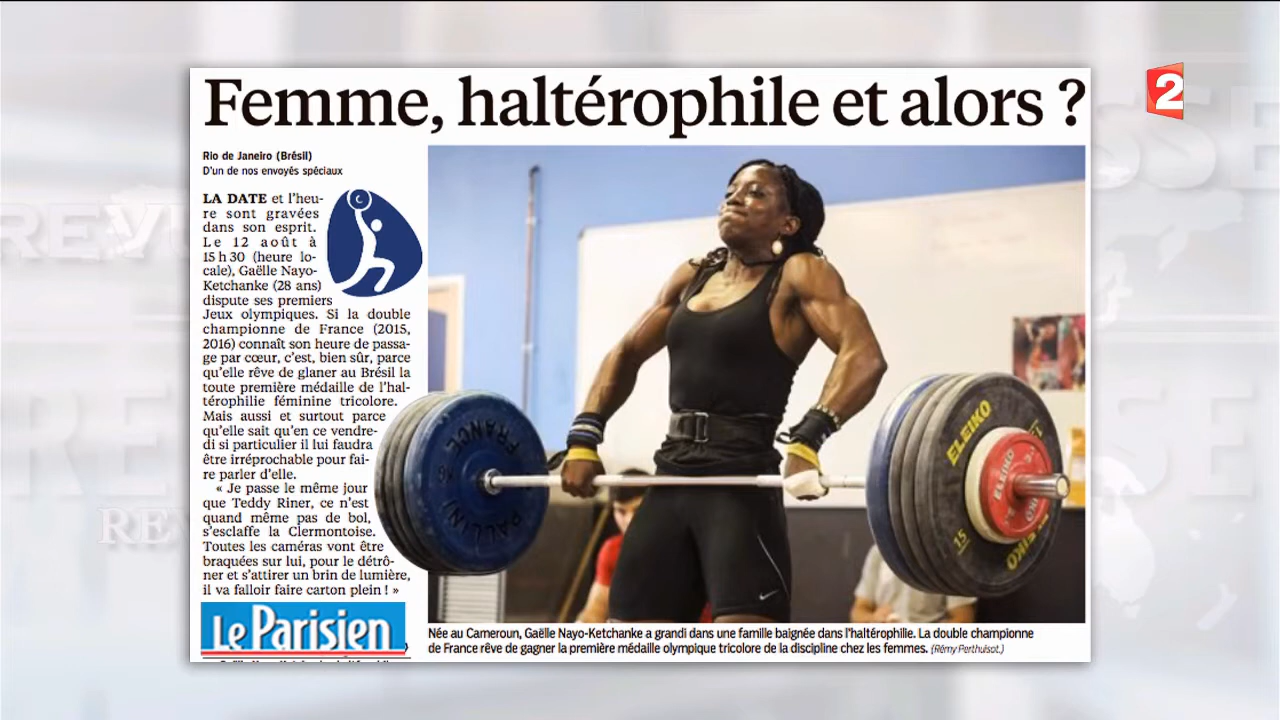 Femme, haltérophile et alors ?
2
Rio de Janeiro (Brésil)
D'un de nos envoyés spéciaux
LA DATE et l'heu-
re sont gravées
dans son esprit.
Le 12 août à
15 h 30 (heure lo-
cale), Gaëlle Nayo-
Ketchanke (28 ans)
dispute ses premiers
Jeux olympiques. Si la double
championne de France (2015,
2016) connaît son heure de passa-
ge par cœur, c'est, bien sûr, parce
qu'elle rêve de glaner au Brésil la
toute première médaille de l'hal-
térophilie féminine tricolore.
Mais aussi et surtout parce
qu'elle sait qu'en ce vendre-
di si particulier il lui faudra
être irréprochable pour fai-
re parler d'elle.
« Je passe le même jour
que Teddy Riner, ce n'est
quand même pas de bol,
s'esclaffe la Clermontoise.
Toutes les caméras vont être
braquées sur lui, pour le détrô-
ner et s'attirer un brin de lumière,
il va falloir faire carton plein ! »
Le Parisien
FRANCE
PALLINI
ELEIKO
15
ELEIKO
ELEIKO
Née au Cameroun, Gaëlle Nayo-Ketchanke a grandi dans une famille baignée dans l'haltérophilie. La double championne
de France rêve de gagner la première médaille olympique tricolore de la discipline chez les femmes. (Rémy Perthuisot.)